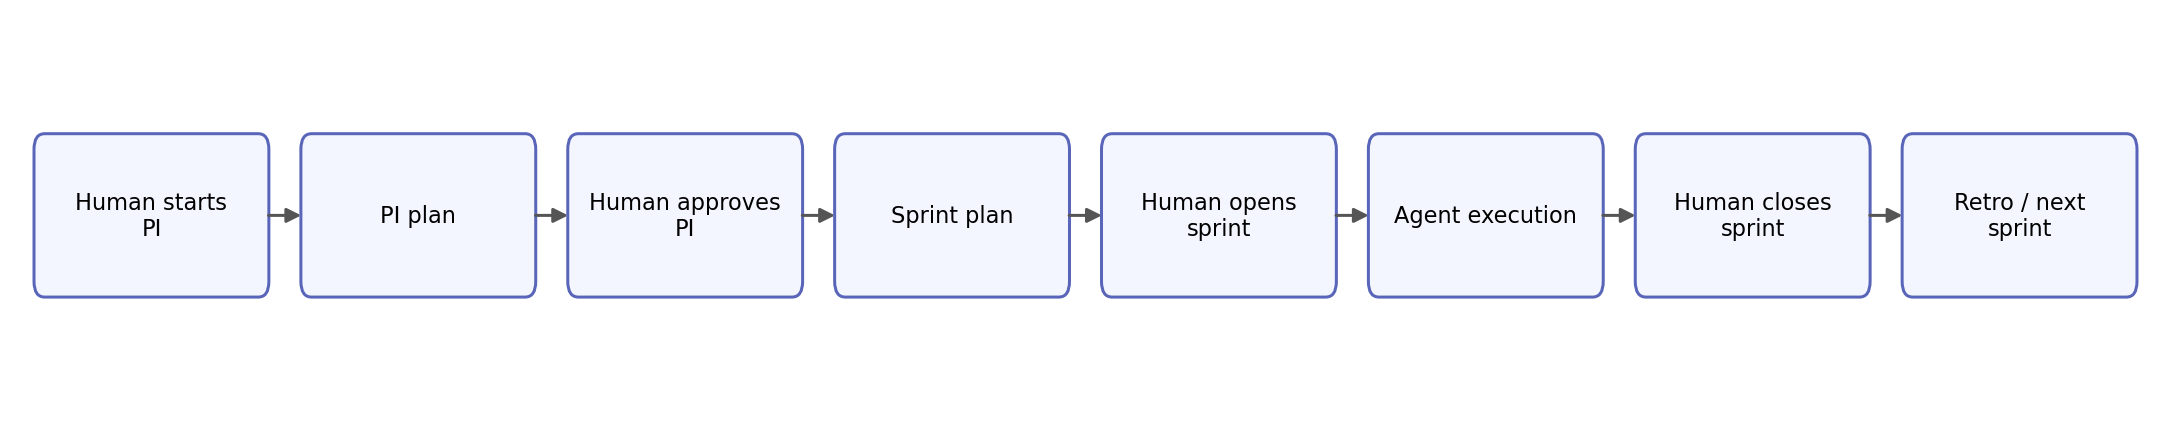 Human starts
PI
PI plan
Human approves
PI
Sprint plan
Human opens
sprint
Agent execution
Human closes
sprint
Retro / next
sprint